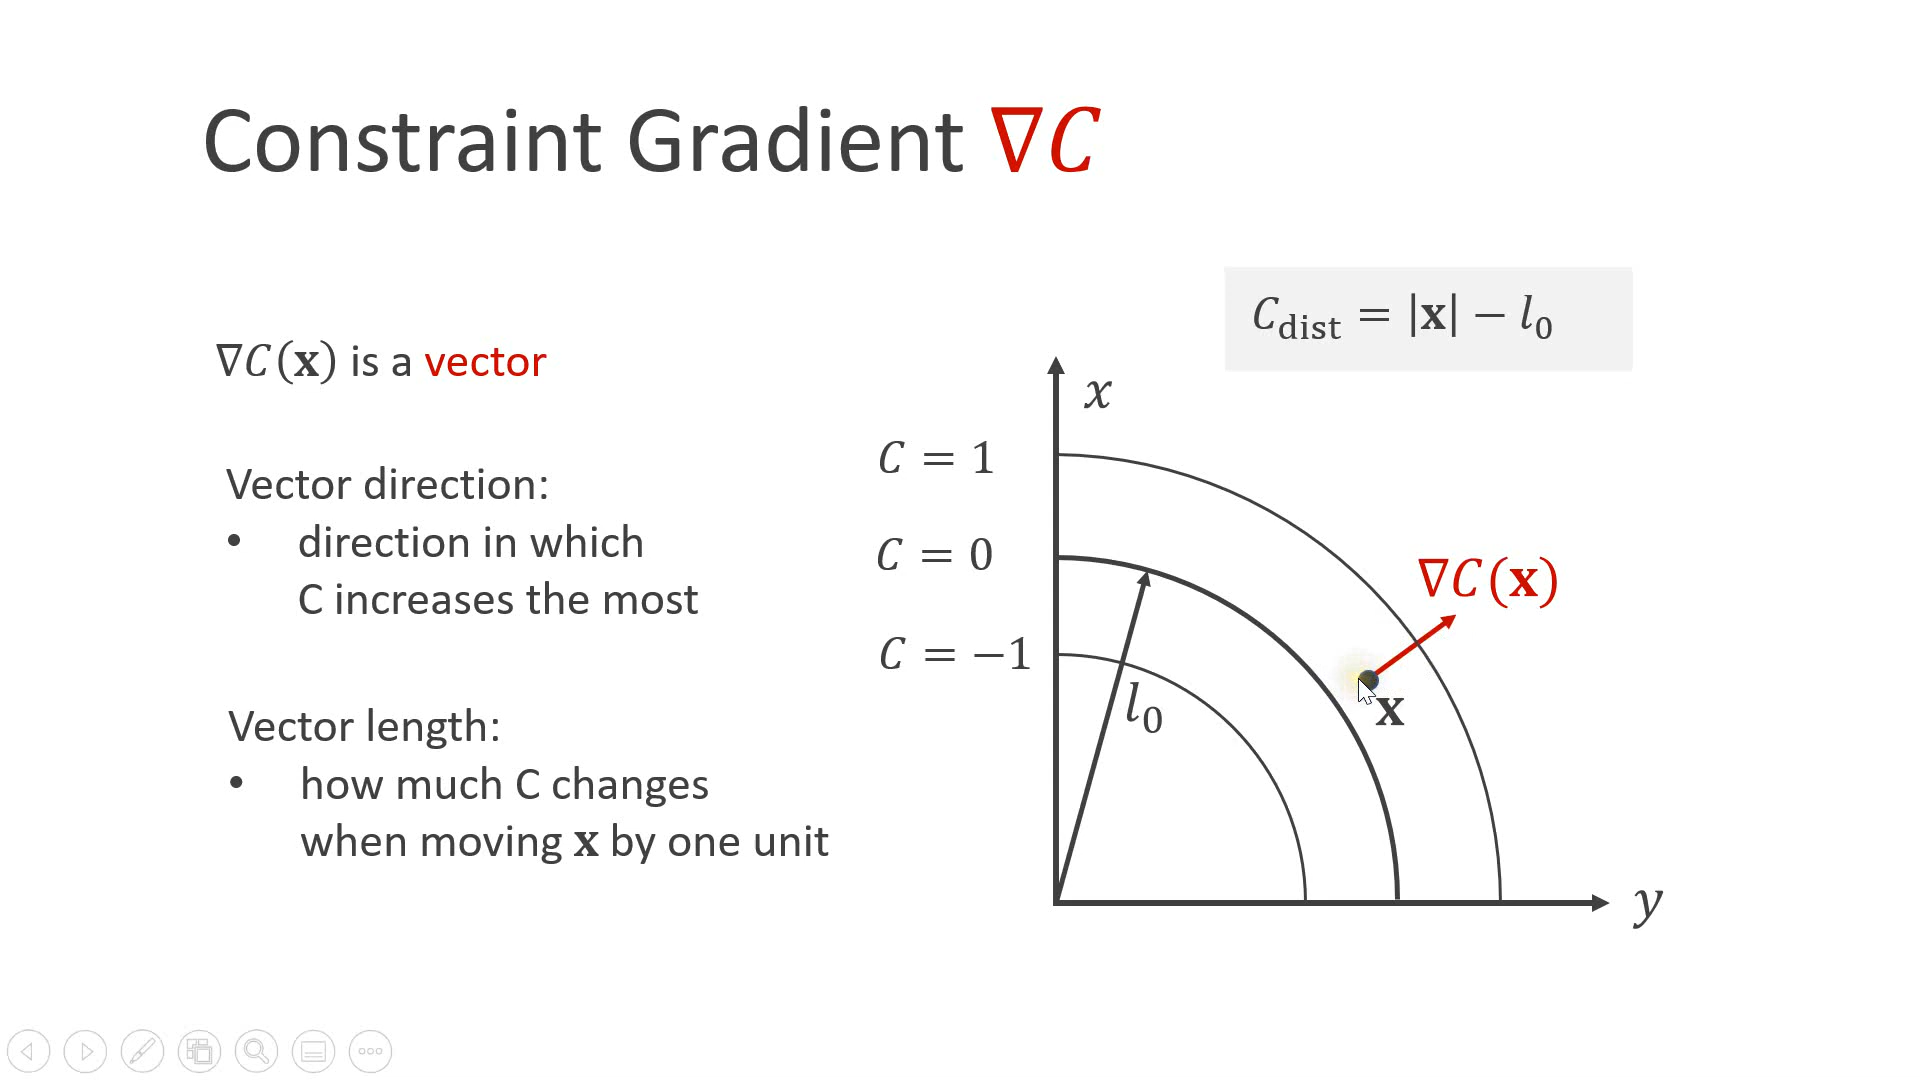 Constraint Gradient ∇C
∇C(x) is a vector
Vector direction:
• direction in which
C increases the most
Vector length:
• how much C changes
when moving x by one unit
C_dist = |x| − l_0
x
C = 1
C = 0
C = −1
l_0
∇C(x)
x
y